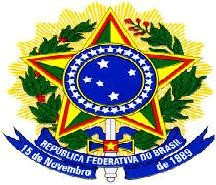 REPÚBLICA FEDERATIVA DO BRASIL
15 de Novembro
de 1889